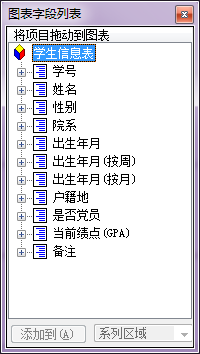 图表字段列表
将项目拖动到图表
学生信息表
学号
姓名
性别
院系
出生年月
出生年月(按周)
出生年月(按月)
户籍地
是否党员
当前绩点(GPA)
备注
添加到(A) 系列区域